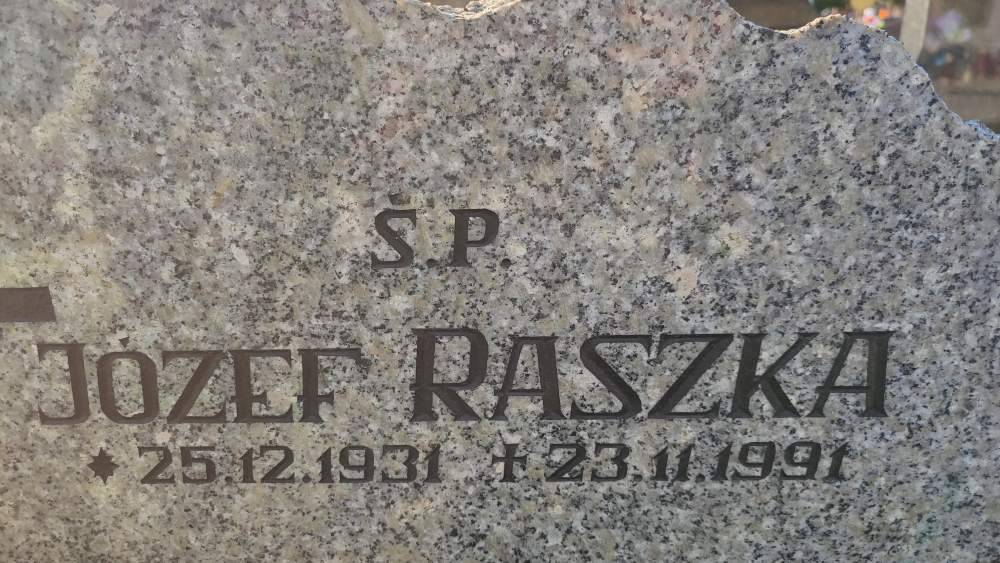 Ś.P.
JÓZEF RASZKA
* 25.12.1931 + 23.11.1991